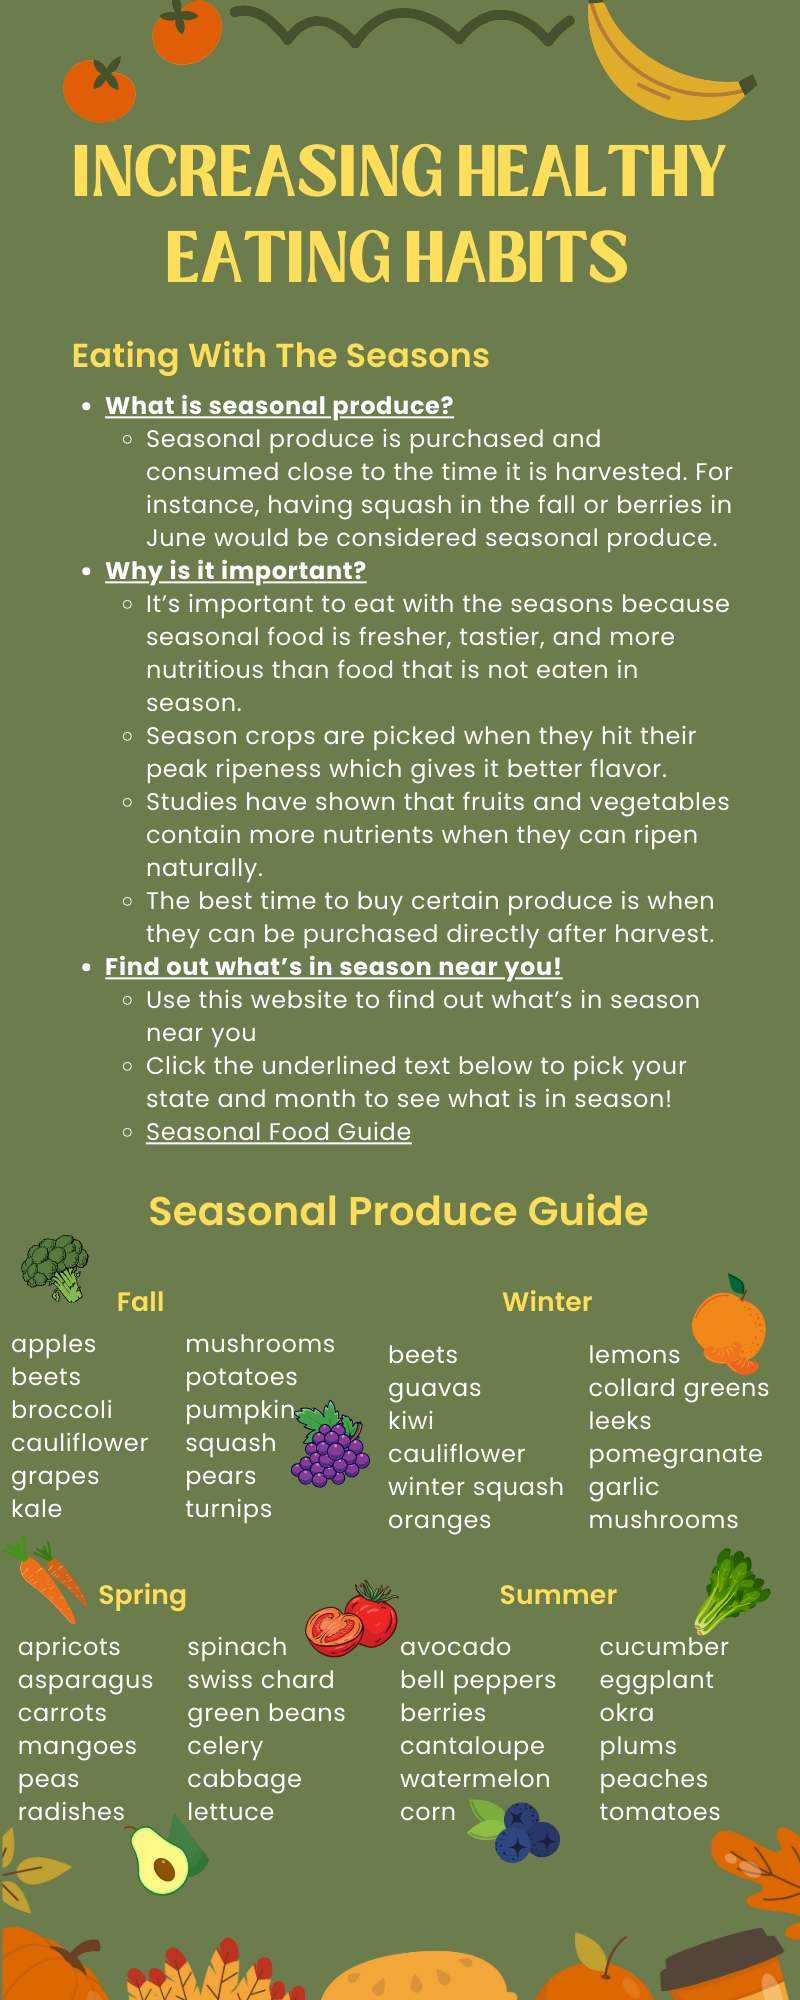 INCREASING HEALTHY
EATING HABITS
Eating With The Seasons
• What is seasonal produce?
◦ Seasonal produce is purchased and
consumed close to the time it is harvested. For
instance, having squash in the fall or berries in
June would be considered seasonal produce.
• Why is it important?
◦ It’s important to eat with the seasons because
seasonal food is fresher, tastier, and more
nutritious than food that is not eaten in
season.
◦ Season crops are picked when they hit their
peak ripeness which gives it better flavor.
◦ Studies have shown that fruits and vegetables
contain more nutrients when they can ripen
naturally.
◦ The best time to buy certain produce is when
they can be purchased directly after harvest.
• Find out what’s in season near you!
◦ Use this website to find out what’s in season
near you
◦ Click the underlined text below to pick your
state and month to see what is in season!
◦ Seasonal Food Guide
Seasonal Produce Guide
Fall
apples
beets
broccoli
cauliflower
grapes
kale
mushrooms
potatoes
pumpkin
squash
pears
turnips
Winter
beets
guavas
kiwi
cauliflower
winter squash
oranges
lemons
collard greens
leeks
pomegranate
garlic
mushrooms
Spring
apricots
asparagus
carrots
mangoes
peas
radishes
spinach
swiss chard
green beans
celery
cabbage
lettuce
Summer
avocado
bell peppers
berries
cantaloupe
watermelon
corn
cucumber
eggplant
okra
plums
peaches
tomatoes